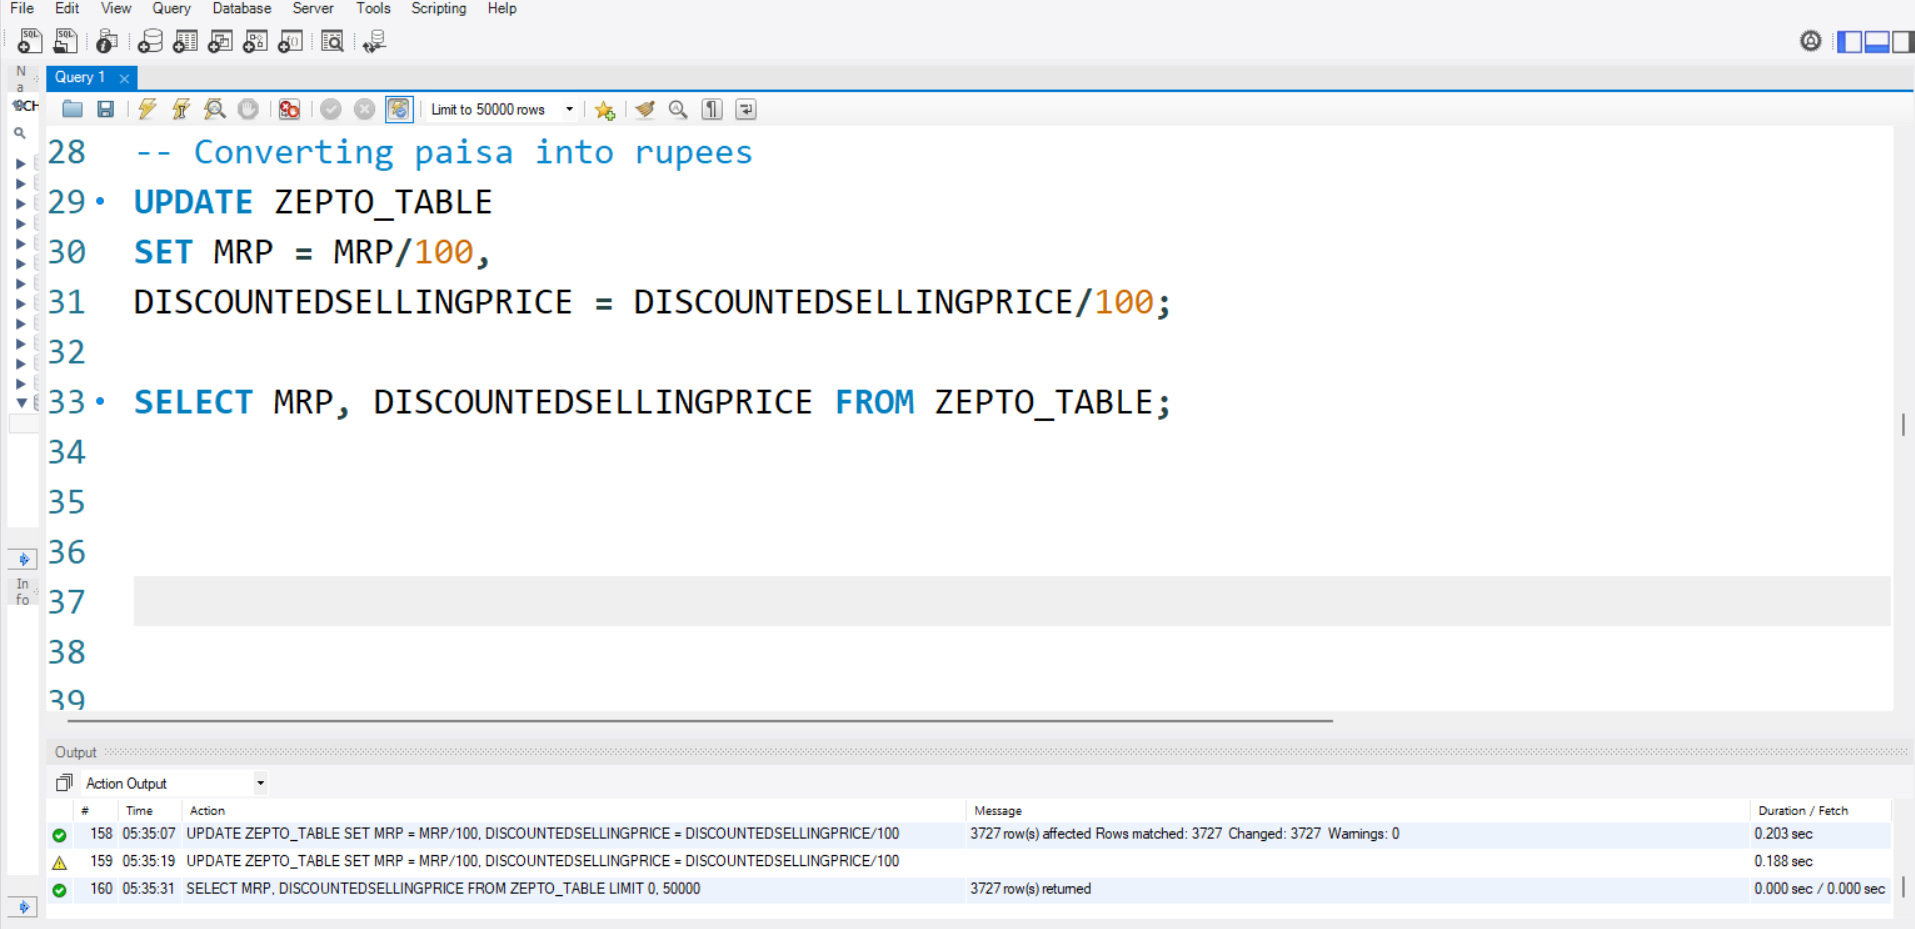 File Edit View Query Database Server Tools Scripting Help
Na
Query 1
SCH
Limit to 50000 rows
28 -- Converting paisa into rupees
29 UPDATE ZEPTO_TABLE
30 SET MRP = MRP/100,
31 DISCOUNTEDSELLINGPRICE = DISCOUNTEDSELLINGPRICE/100;
32
33 SELECT MRP, DISCOUNTEDSELLINGPRICE FROM ZEPTO_TABLE;
34
35
36
Info
37
38
39
Output
Action Output
# Time Action Message Duration / Fetch
158 05:35:07 UPDATE ZEPTO_TABLE SET MRP = MRP/100, DISCOUNTEDSELLINGPRICE = DISCOUNTEDSELLINGPRICE/100 3727 row(s) affected Rows matched: 3727 Changed: 3727 Warnings: 0 0.203 sec
159 05:35:19 UPDATE ZEPTO_TABLE SET MRP = MRP/100, DISCOUNTEDSELLINGPRICE = DISCOUNTEDSELLINGPRICE/100 0.188 sec
160 05:35:31 SELECT MRP, DISCOUNTEDSELLINGPRICE FROM ZEPTO_TABLE LIMIT 0, 50000 3727 row(s) returned 0.000 sec / 0.000 sec